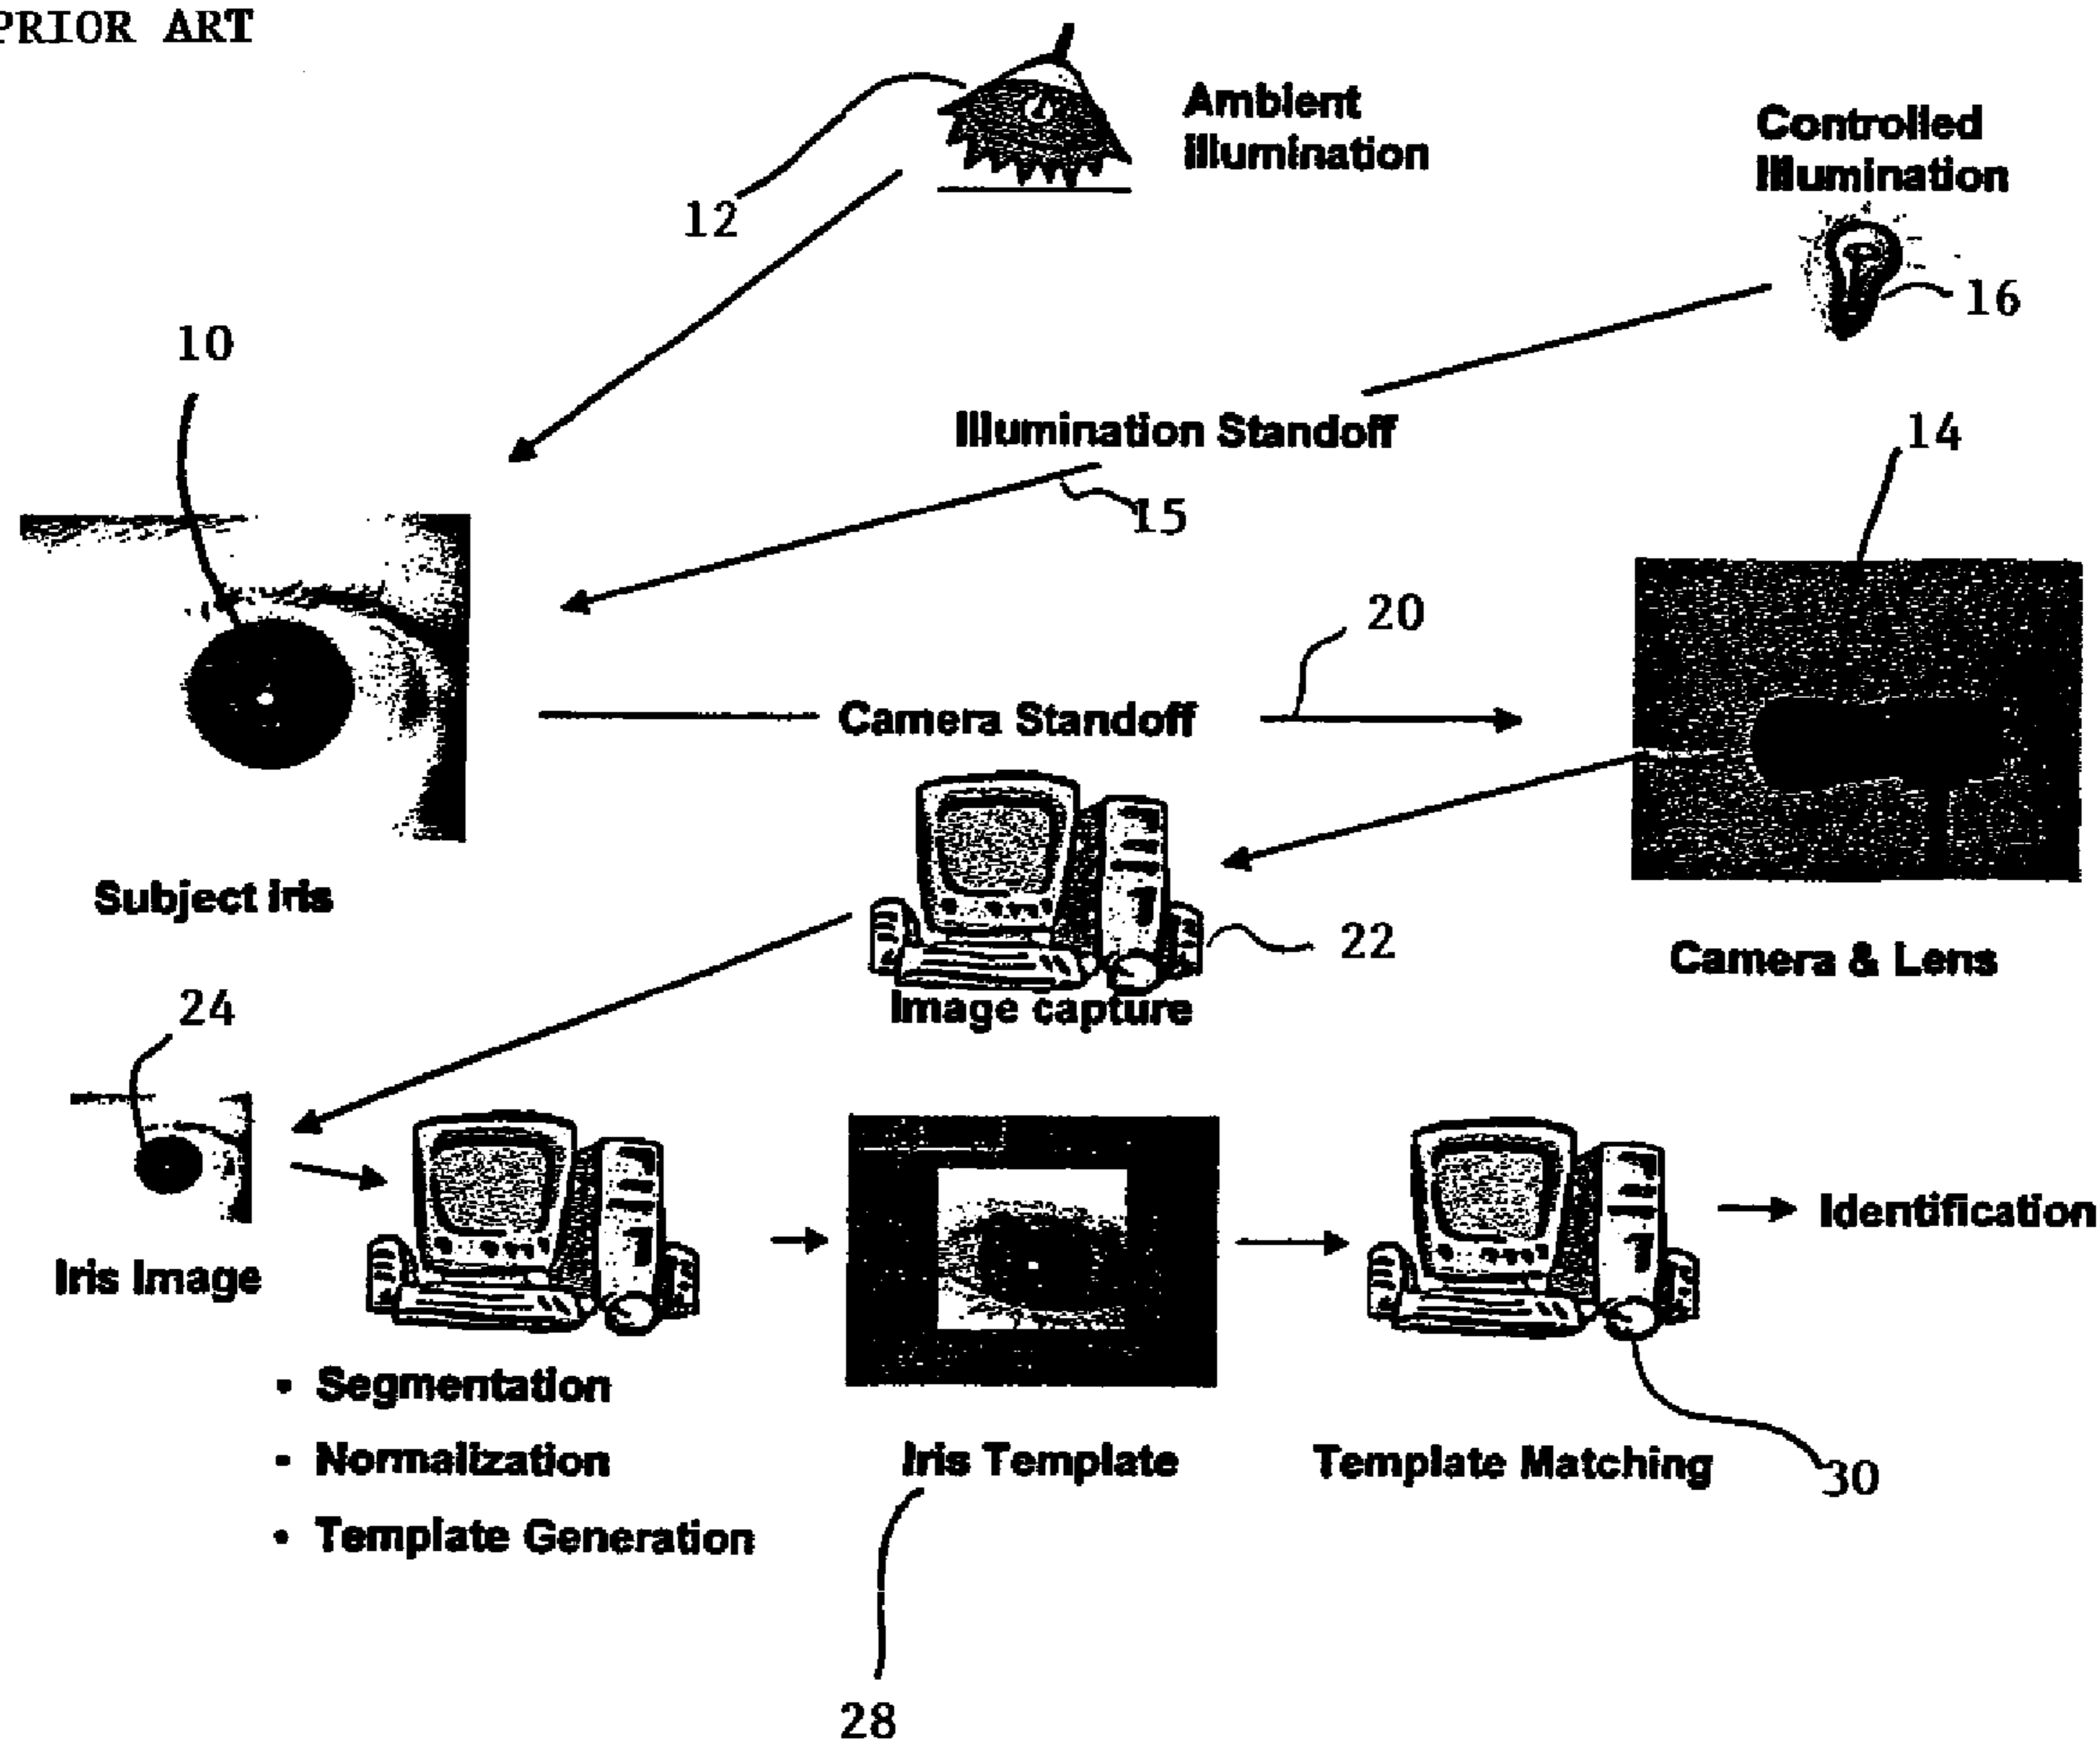 PRIOR ART
Ambient
Illumination
Controlled
Illumination
12
16
10
Illumination Standoff
14
15
20
Camera Standoff
Subject Iris
22
Camera & Lens
Image capture
24
Identification
Iris Image
• Segmentation
• Normalization
• Template Generation
Iris Template
Template Matching
30
28